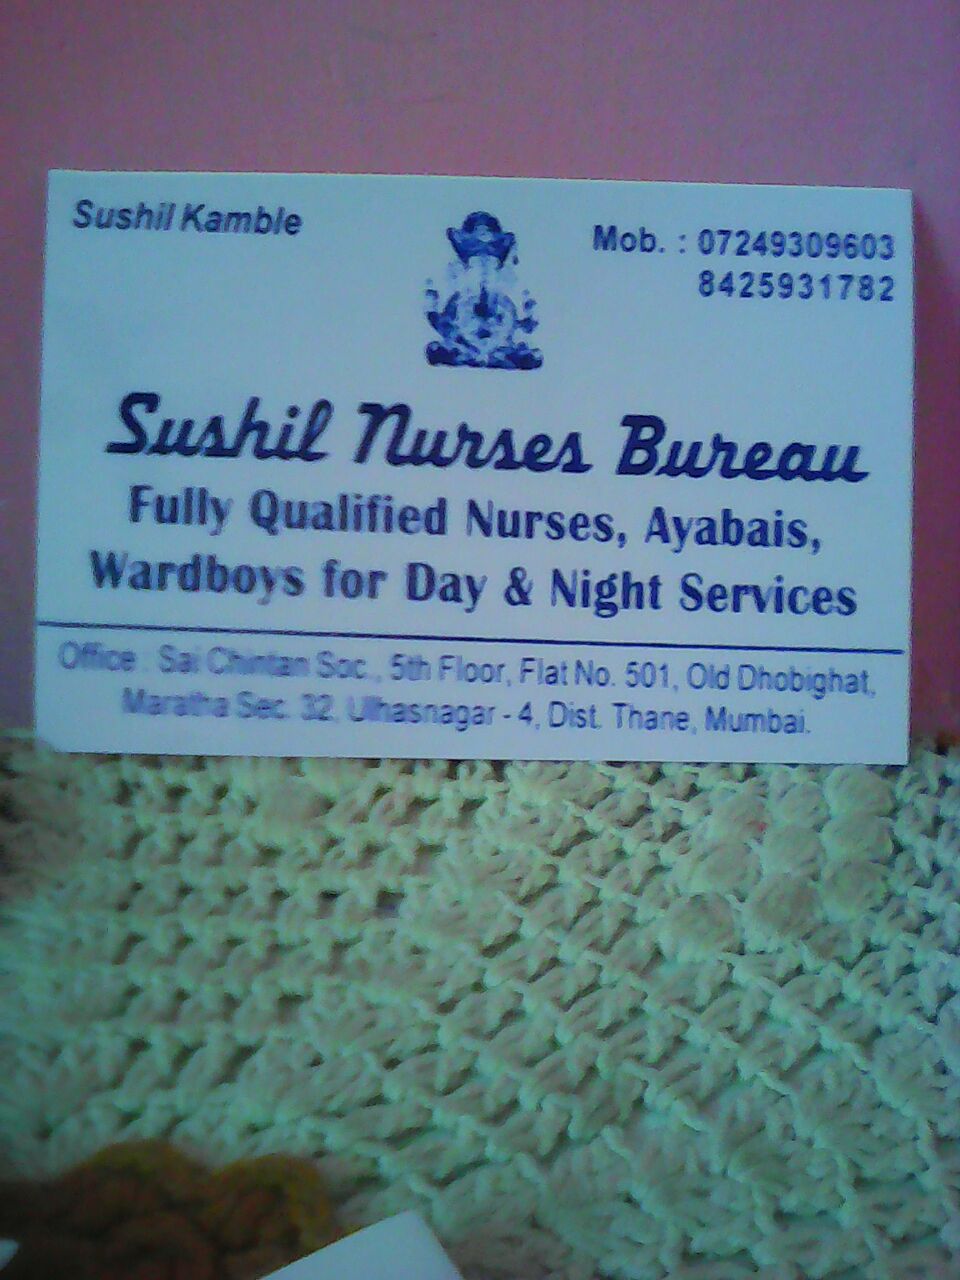 Sushil Kamble
Mob. : 07249309603
8425931782
Sushil Nurses Bureau
Fully Qualified Nurses, Ayabais,
Wardboys for Day & Night Services
Office : Sai Chintan Soc., 5th Floor, Flat No. 501, Old Dhobighat,
Maratha Sec. 32, Ulhasnagar - 4, Dist. Thane, Mumbai.